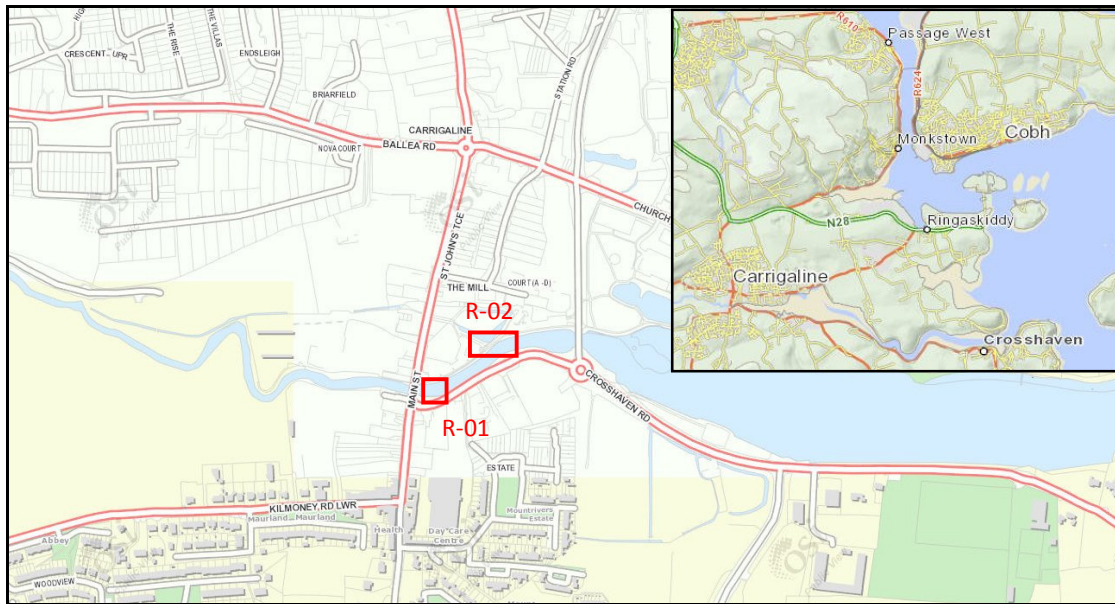 HIG
THE RISE
THE VILLAS
CRESCENT UPR
ENDSLEIGH
BRIARFIELD
STATION RD
CARRIGALINE
BALLEA RD
NOVA COURT
CHURCH
ST JOHN'S TCE
THE MILL
COURT (A -D)
R-02
MAIN ST
R-01
CROSSHAVEN RD
ESTATE
Mountrivers
Estate
KILMONEY RD LWR
Maurland
Maurland
Health
Day Care
Centre
Abbey
WOODVIEW
OSi
R610
Passage West
R624
Monkstown
Cobh
N28
Ringaskiddy
Carrigaline
Crosshaven